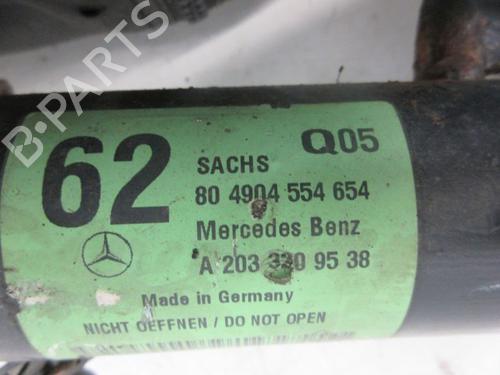 B-PARTS
62
SACHS
Q05
80 4904 554 654
Mercedes Benz
A 203 320 95 38
Made in Germany
NICHT OEFFNEN / DO NOT OPEN